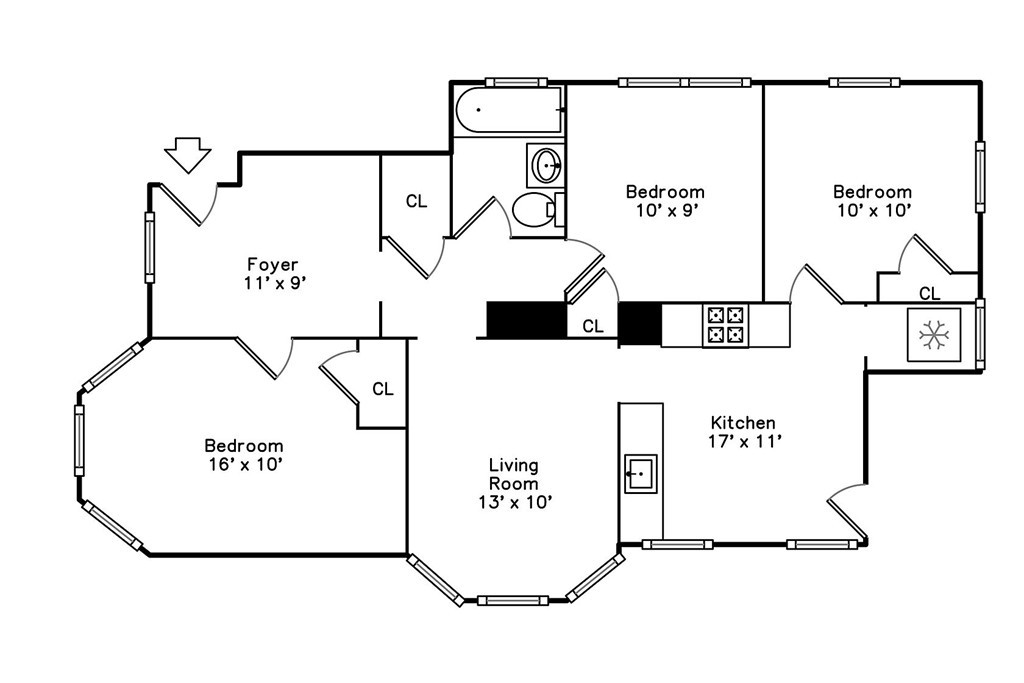 CL
Bedroom
10' x 9'
Bedroom
10' x 10'
Foyer
11' x 9'
CL
CL
CL
Bedroom
16' x 10'
Living
Room
13' x 10'
Kitchen
17' x 11'